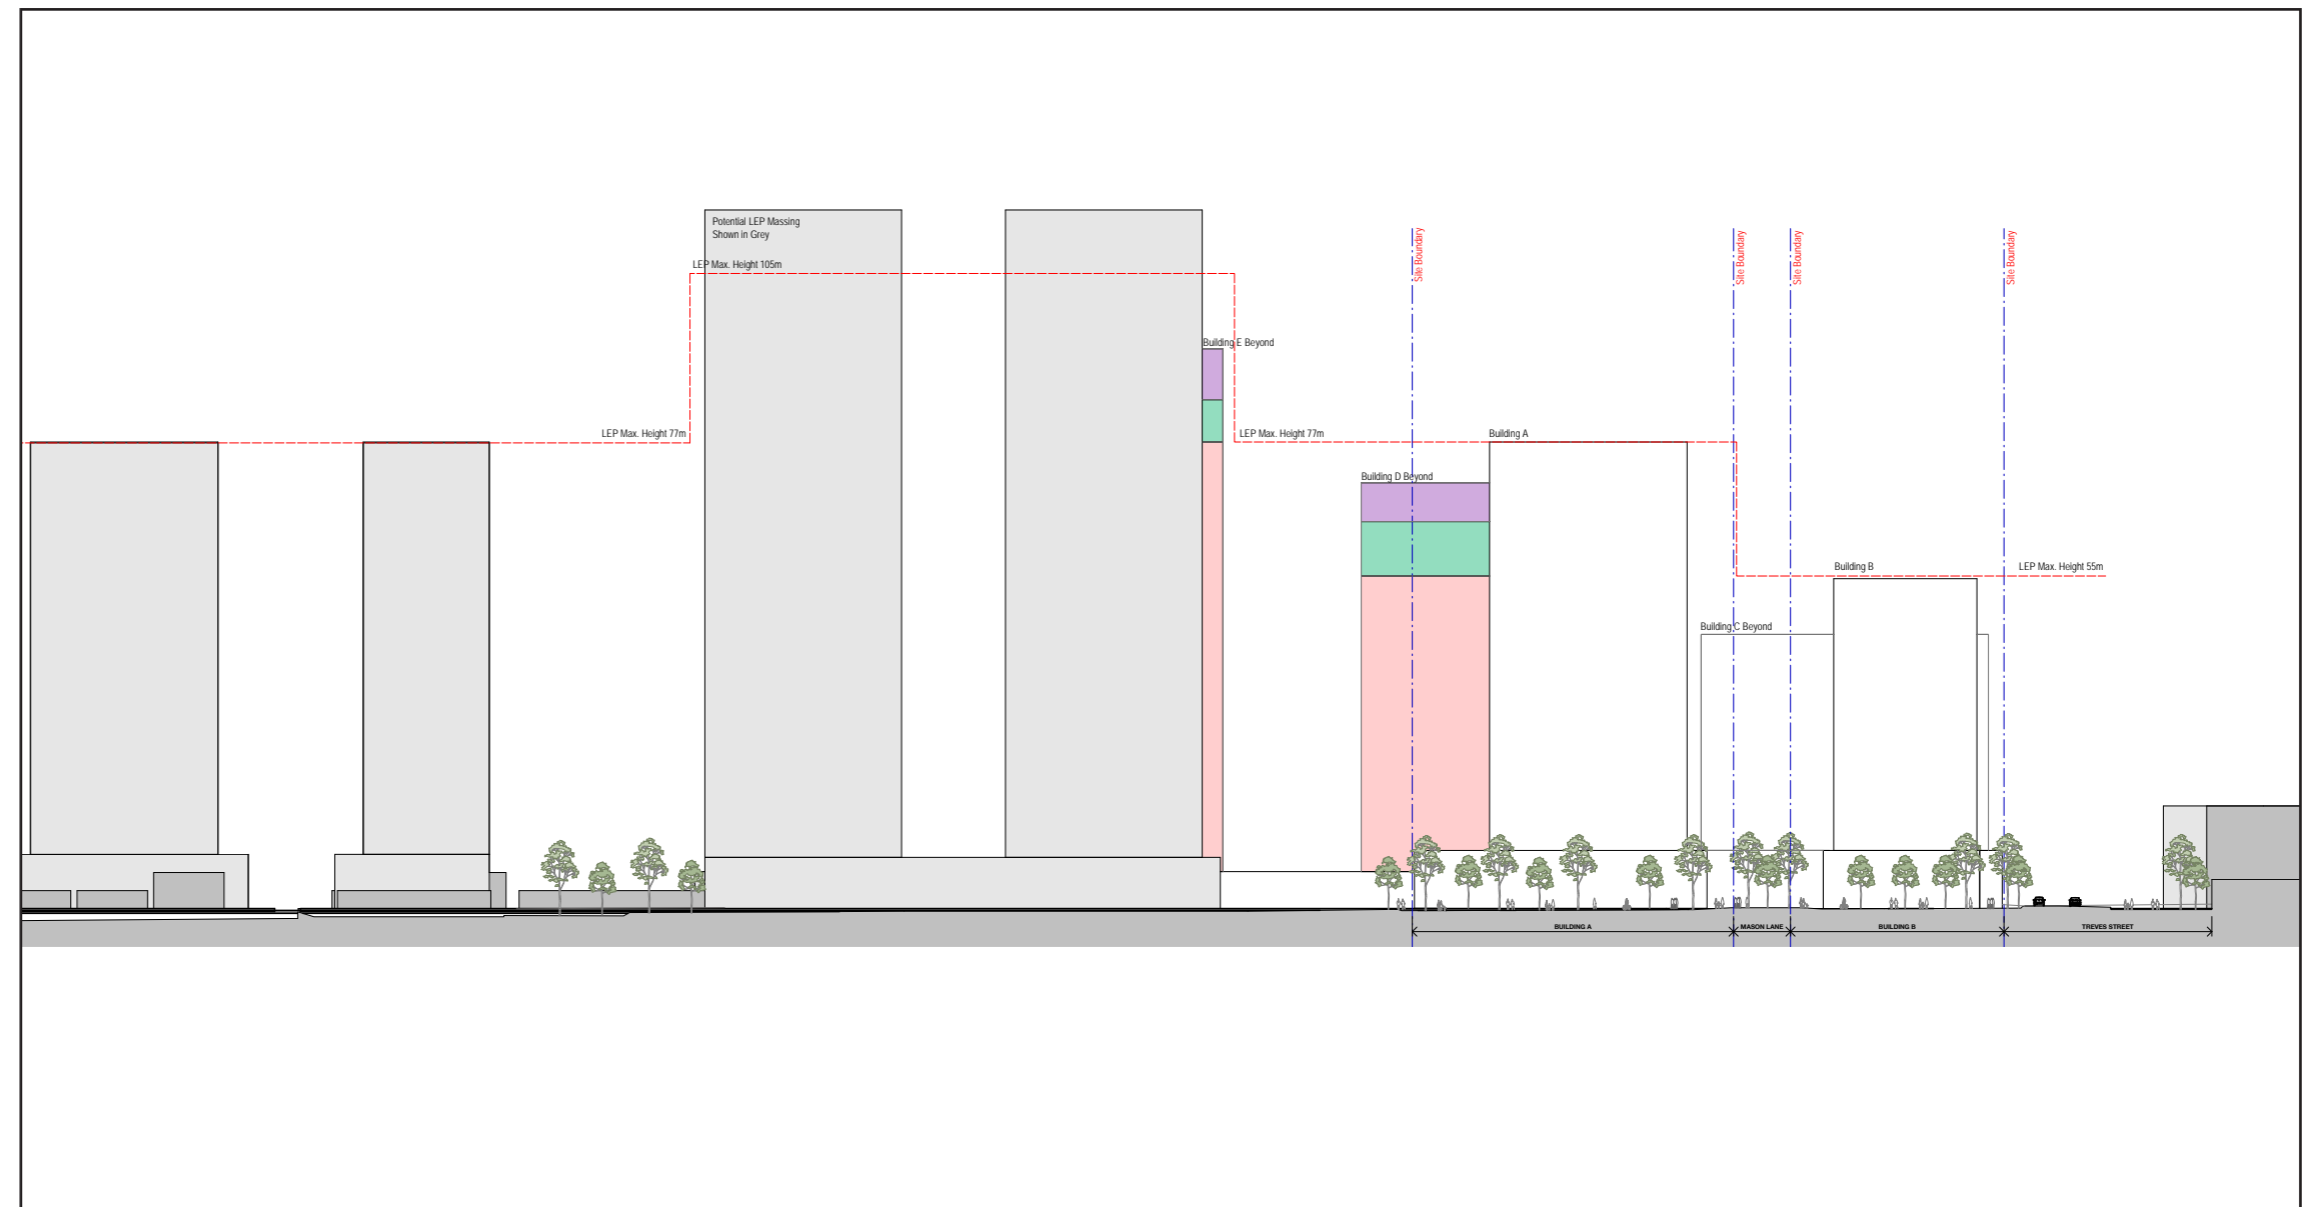 Potential LEP Massing
Shown in Grey
Site Boundary
Site Boundary
Site Boundary
Site Boundary
LEP Max. Height 105m
Building E Beyond
LEP Max. Height 77m
LEP Max. Height 77m
Building A
Building D Beyond
Building B
LEP Max. Height 55m
Building C Beyond
BUILDING A
MASON LANE
BUILDING B
TREVES STREET